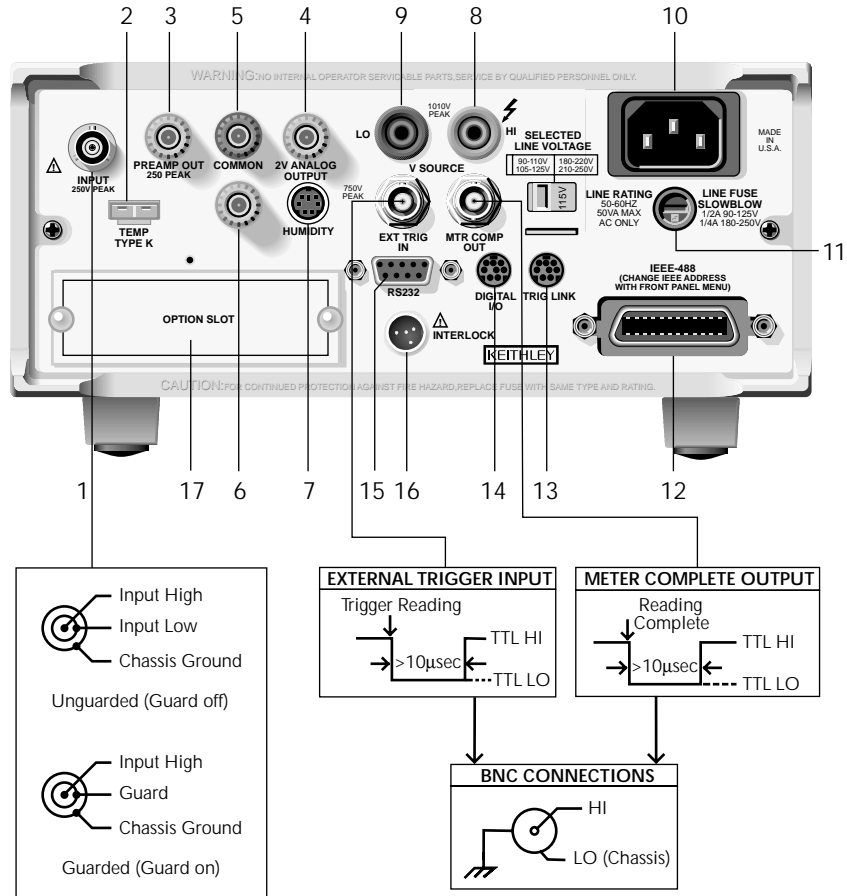 2 3 5 4 9 8 10
WARNING:NO INTERNAL OPERATOR SERVICABLE PARTS,SERVICE BY QUALIFIED PERSONNEL ONLY.
INPUT
250V PEAK
PREAMP OUT
250 PEAK
COMMON
2V ANALOG
OUTPUT
LO
1010V
PEAK
HI
V SOURCE
SELECTED
LINE VOLTAGE
90-110V 180-220V
105-125V 210-250V
115V
MADE
IN
U.S.A.
TEMP
TYPE K
HUMIDITY
750V
PEAK
EXT TRIG
IN
MTR COMP
OUT
LINE RATING
50-60HZ
50VA MAX
AC ONLY
LINE FUSE
SLOWBLOW
1/2A 90-125V
1/4A 180-250V
11
OPTION SLOT
RS232
DIGITAL
I/O
TRIG LINK
IEEE-488
(CHANGE IEEE ADDRESS
WITH FRONT PANEL MENU)
INTERLOCK
KEITHLEY
CAUTION:FOR CONTINUED PROTECTION AGAINST FIRE HAZARD,REPLACE FUSE WITH SAME TYPE AND RATING.
1 17 6 7 15 16 14 13 12
Input High
Input Low
Chassis Ground
Unguarded (Guard off)
Input High
Guard
Chassis Ground
Guarded (Guard on)
EXTERNAL TRIGGER INPUT
Trigger Reading
TTL HI
>10µsec
TTL LO
METER COMPLETE OUTPUT
Reading
Complete
TTL HI
>10µsec
TTL LO
BNC CONNECTIONS
HI
LO (Chassis)